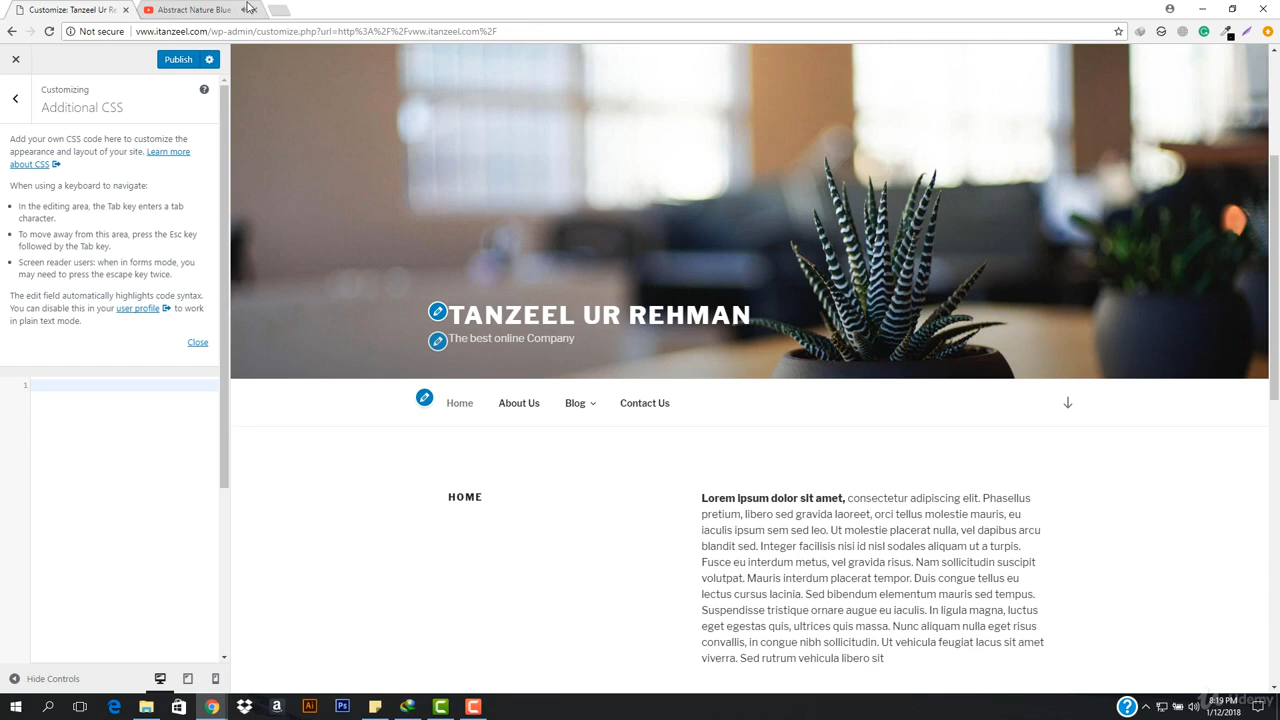 Customize: Tanzeel Ur Re
Abstract Nature Blue
Not secure
www.itanzeel.com/wp-admin/customize.php?url=http%3A%2F%2Fwww.itanzeel.com%2F
Publish
Customizing
Additional CSS
Add your own CSS code here to customize the
appearance and layout of your site. Learn more
about CSS
When using a keyboard to navigate:
In the editing area, the Tab key enters a tab
character.
To move away from this area, press the Esc key
followed by the Tab key.
Screen reader users: when in forms mode, you
may need to press the escape key twice.
The edit field automatically highlights code syntax.
You can disable this in your user profile to work
in plain text mode.
Close
1
Hide Controls
TANZEEL UR REHMAN
The best online Company
Home
About Us
Blog
Contact Us
HOME
Lorem ipsum dolor sit amet, consectetur adipiscing elit. Phasellus
pretium, libero sed gravida laoreet, orci tellus molestie mauris, eu
iaculis ipsum sem sed leo. Ut molestie placerat nulla, vel dapibus arcu
blandit sed. Integer facilisis nisi id nisl sodales aliquam ut a turpis.
Fusce eu interdum metus, vel gravida risus. Nam sollicitudin suscipit
volutpat. Mauris interdum placerat tempor. Duis congue tellus eu
lectus cursus lacinia. Sed bibendum elementum mauris sed tempus.
Suspendisse tristique ornare augue eu iaculis. In ligula magna, luctus
eget egestas quis, ultrices quis massa. Nunc aliquam nulla eget risus
convallis, in congue nibh sollicitudin. Ut vehicula feugiat lacus sit amet
viverra. Sed rutrum vehicula libero sit
Ai
Ps
8:19 PM
1/12/2018